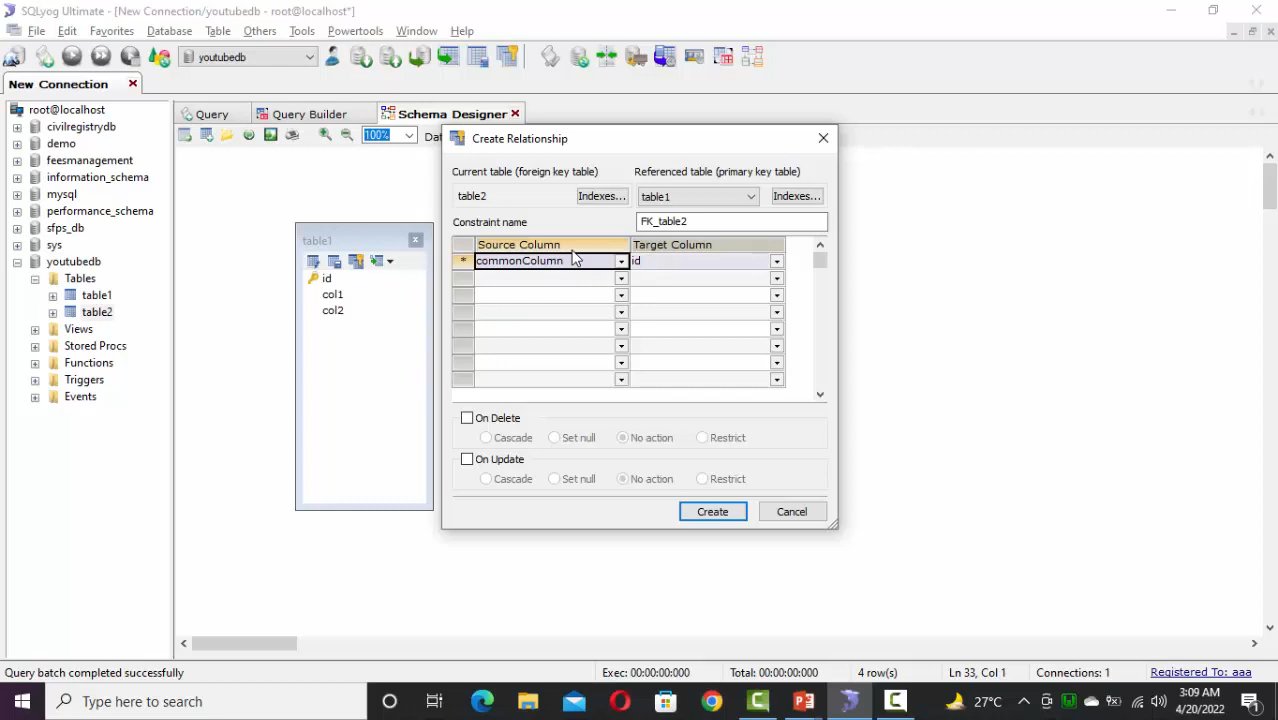 SQLyog Ultimate - [New Connection/youtubedb - root@localhost*]
File Edit Favorites Database Table Others Tools Powertools Window Help
youtubedb
New Connection
root@localhost
civilregistrydb
demo
feesmanagement
information_schema
mysql
performance_schema
sfps_db
sys
youtubedb
Tables
table1
table2
Views
Stored Procs
Functions
Triggers
Events
Query Query Builder Schema Designer
100%
table1
id
col1
col2
Create Relationship
Current table (foreign key table) Referenced table (primary key table)
table2 Indexes... table1 Indexes...
Constraint name FK_table2
Source Column Target Column
* commonColumn id
On Delete
Cascade Set null No action Restrict
On Update
Cascade Set null No action Restrict
Create Cancel
Query batch completed successfully Exec: 00:00:00:000 Total: 00:00:00:000 4 row(s) Ln 33, Col 1 Connections: 1 Registered To: aaa
Type here to search 27°C 3:09 AM
4/20/2022 1